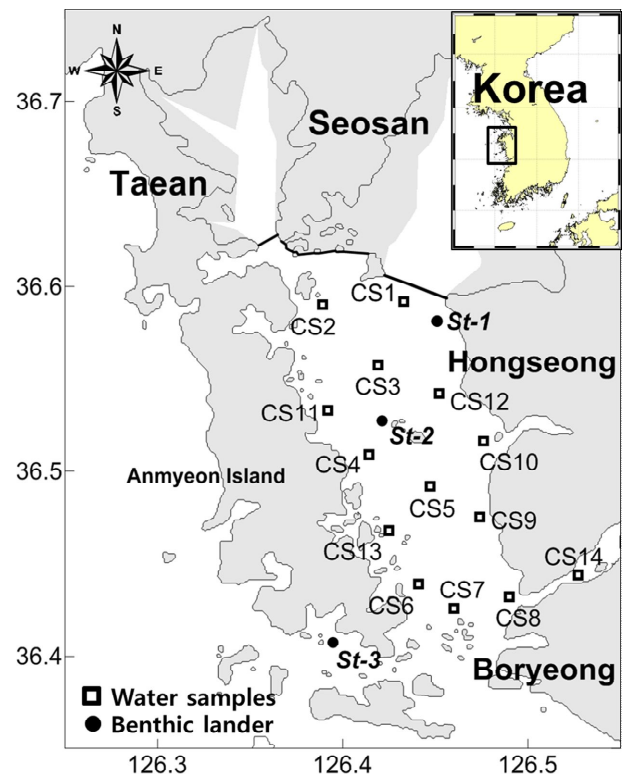 N
W E
S
Korea
36.7
Seosan
Taean
36.6
CS1
CS2
St-1
Hongseong
CS3
CS12
CS11
St-2
CS10
CS4
36.5
Anmyeon Island
CS5
CS9
CS13
CS14
CS7
CS6
CS8
36.4
St-3
Boryeong
Water samples
Benthic lander
126.3 126.4 126.5